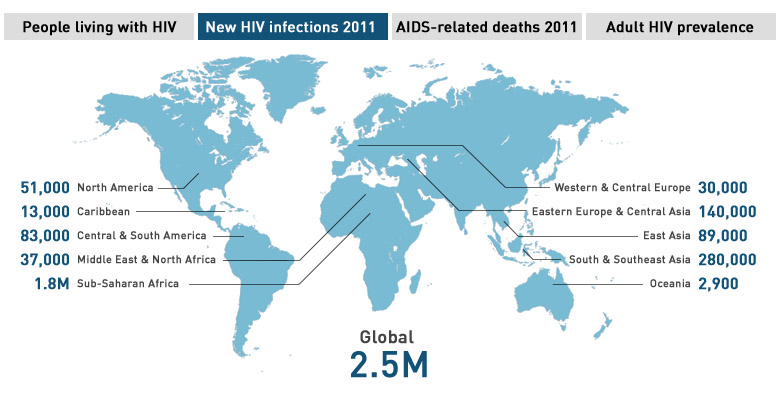 People living with HIV
New HIV infections 2011
AIDS-related deaths 2011
Adult HIV prevalence
51,000 North America
13,000 Caribbean
83,000 Central & South America
37,000 Middle East & North Africa
1.8M Sub-Saharan Africa
Western & Central Europe 30,000
Eastern Europe & Central Asia 140,000
East Asia 89,000
South & Southeast Asia 280,000
Oceania 2,900
Global
2.5M